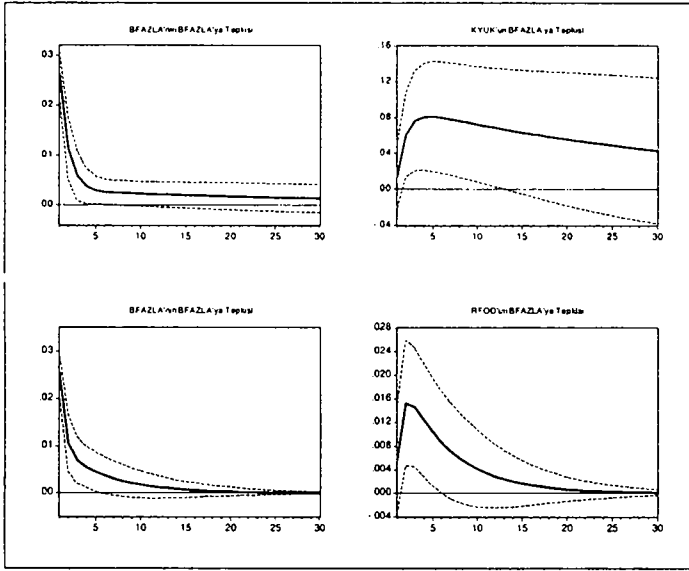 BFAZLA'nın BFAZLA'ya Tepkisi
.03
.02
.01
.00
5 10 15 20 25 30
KYUK'un BFAZLA'ya Tepkisi
.16
.12
.08
.04
.00
-.04
5 10 15 20 25 30
BFAZLA'nın BFAZLA'ya Tepkisi
.03
.02
.01
.00
5 10 15 20 25 30
RFOD'un BFAZLA'ya Tepkisi
.028
.024
.020
.016
.012
.008
.004
.000
-.004
5 10 15 20 25 30